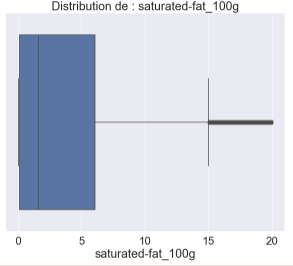 Distribution de : saturated-fat_100g
0 5 10 15 20
saturated-fat_100g